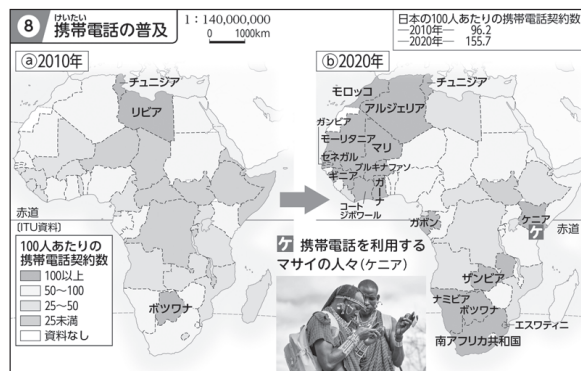 8 携帯電話の普及
けいたい
1：140,000,000
0 1000km
日本の100人あたりの携帯電話契約数
―2010年― 96.2
―2020年― 155.7
ⓐ2010年
チュニジア
リビア
赤道
[ITU資料]
100人あたりの
携帯電話契約数
100以上
50〜100
25〜50
25未満
資料なし
ボツワナ
ⓑ2020年
チュニジア
モロッコ
アルジェリア
ガンビア
モーリタニア
マリ
セネガル
ブルキナファソ
ギニア
ガーナ
コート
ジボワール
ガボン
ケニア
ケ
赤道
ケ 携帯電話を利用する
マサイの人々(ケニア)
ザンビア
ナミビア
ボツワナ
エスワティニ
南アフリカ共和国